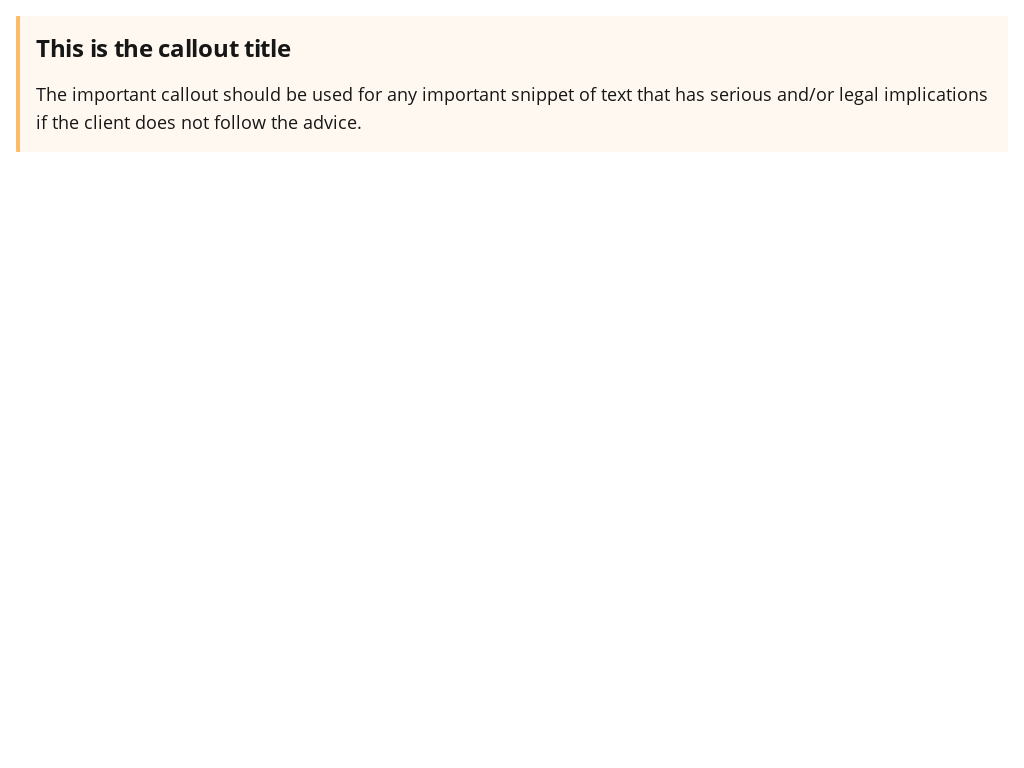 This is the callout title
The important callout should be used for any important snippet of text that has serious and/or legal implications
if the client does not follow the advice.